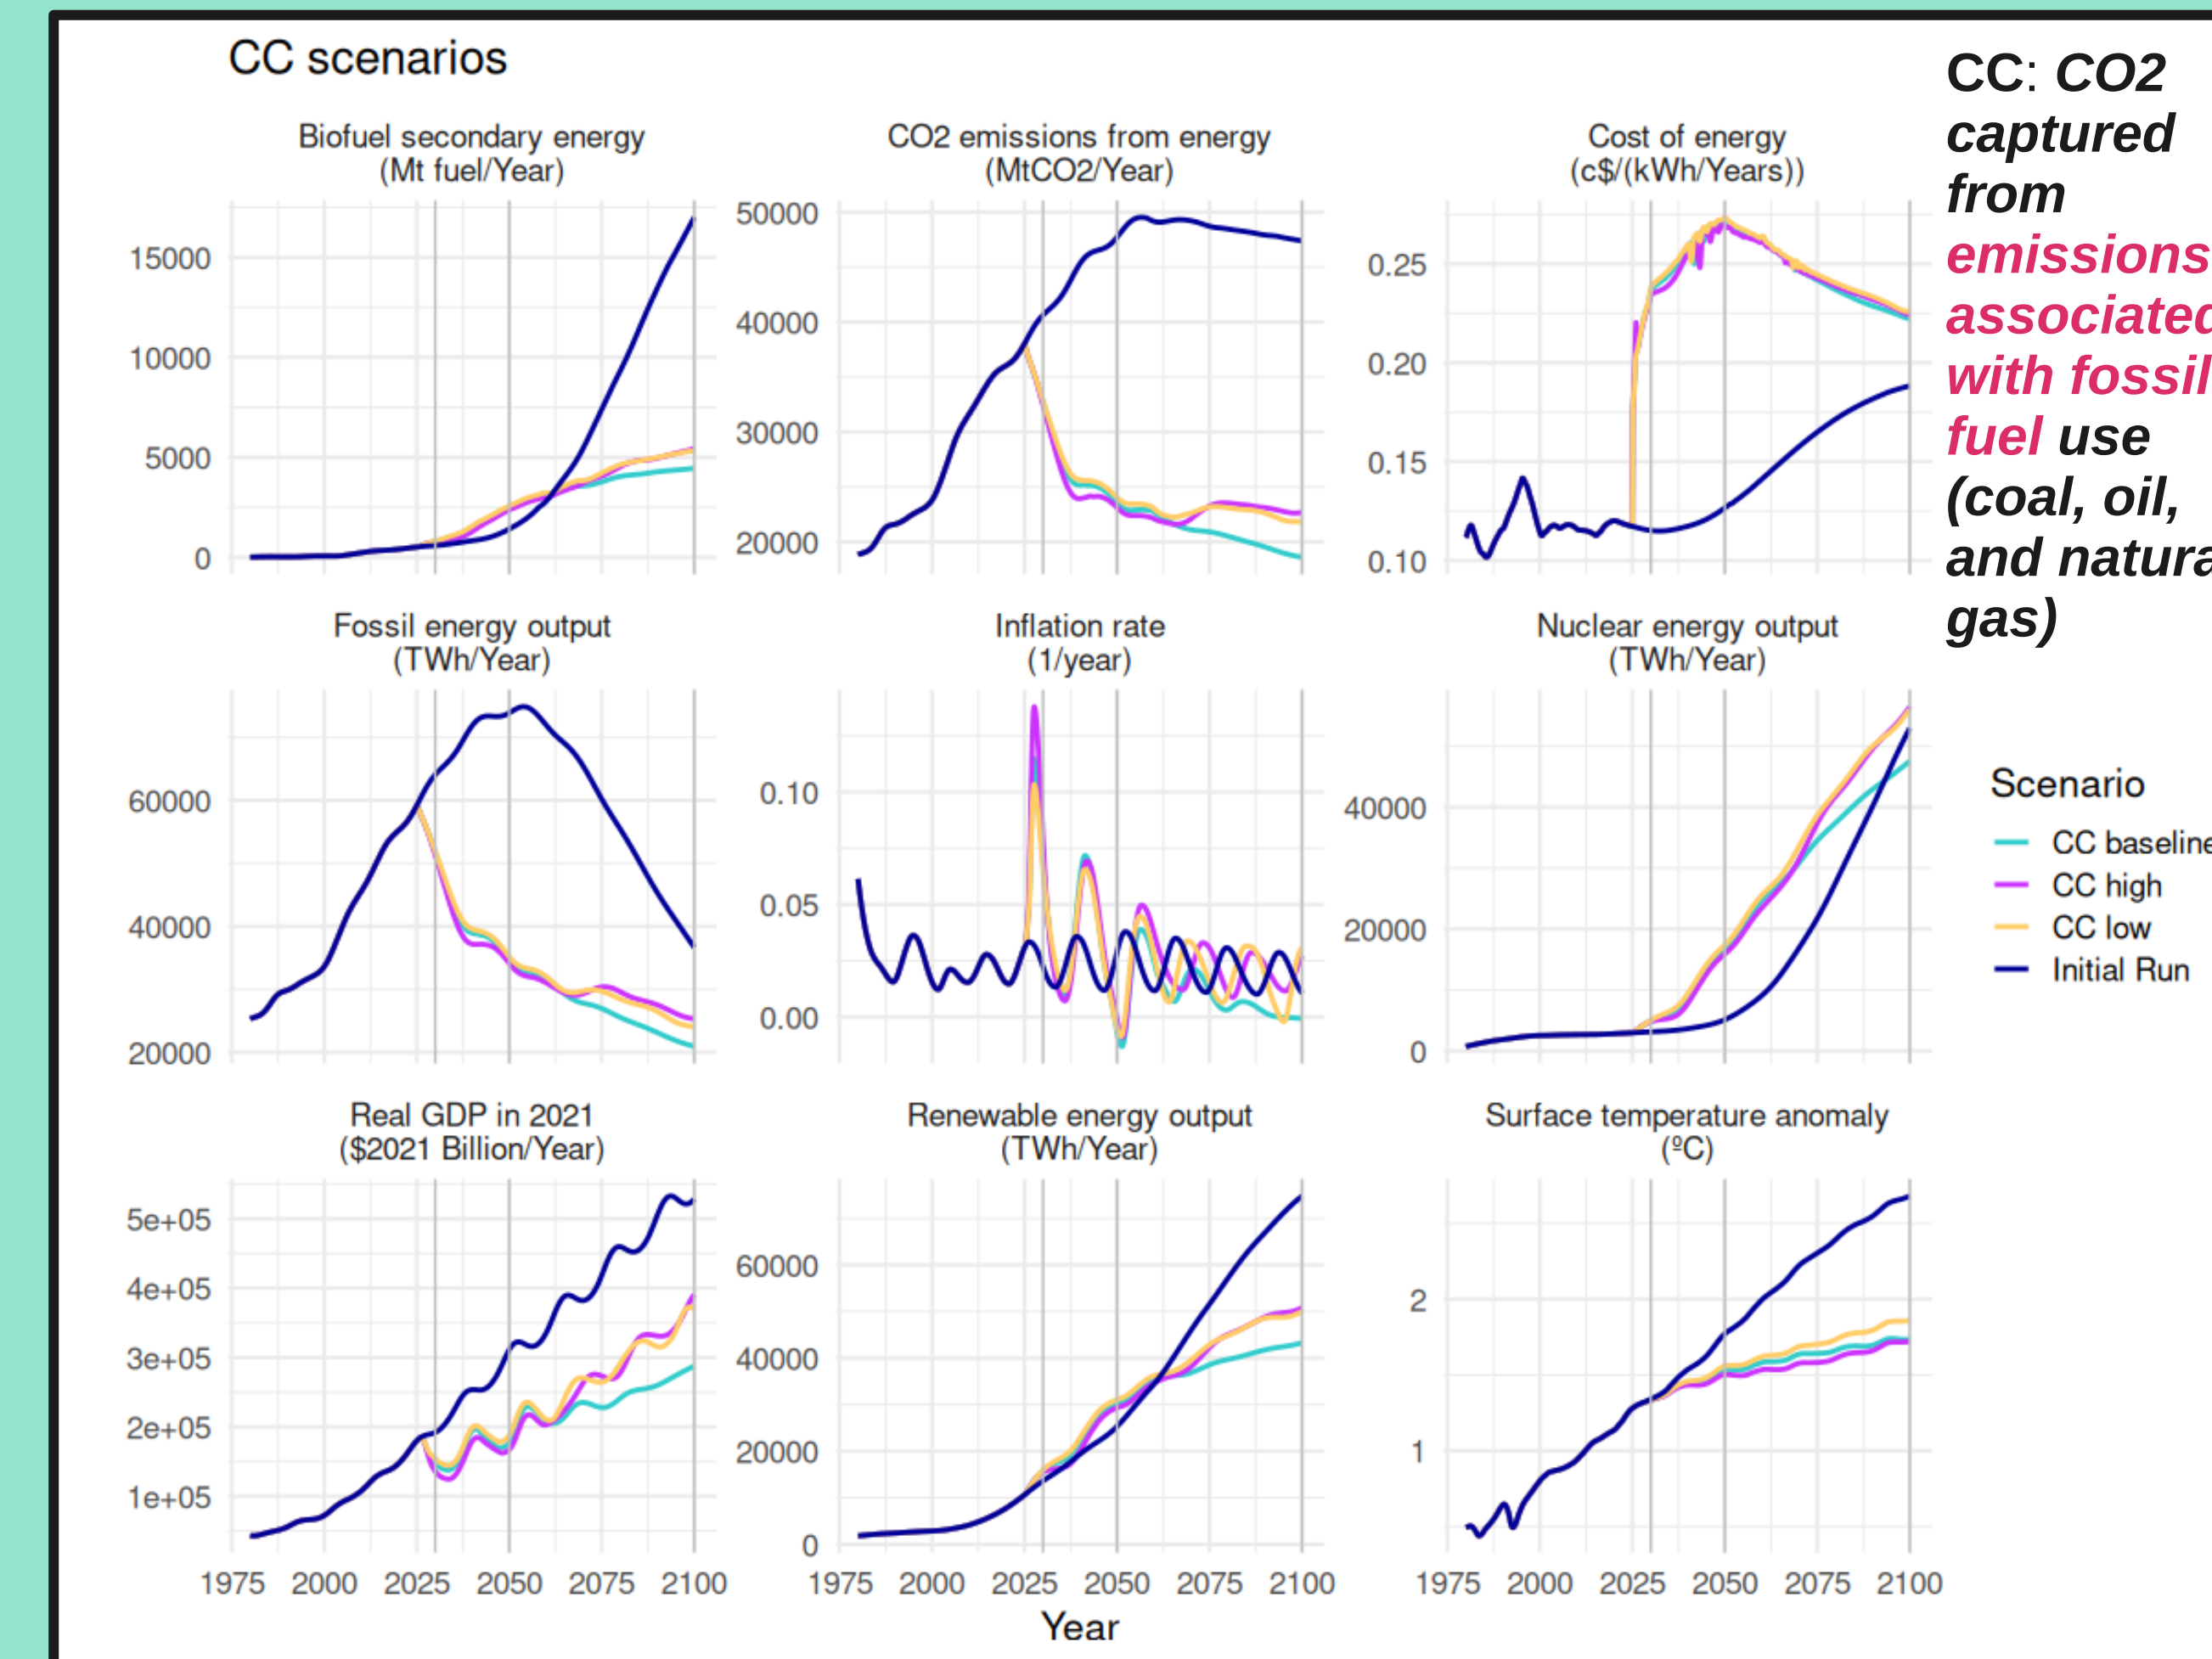 CC scenarios
CC: CO2
captured
from
emissions
associated
with fossil
fuel use
(coal, oil,
and natura
gas)
Biofuel secondary energy
(Mt fuel/Year)
15000
10000
5000
0
CO2 emissions from energy
(MtCO2/Year)
50000
40000
30000
20000
Cost of energy
(c$/(kWh/Years))
0.25
0.20
0.15
0.10
Fossil energy output
(TWh/Year)
60000
40000
20000
Inflation rate
(1/year)
0.10
0.05
0.00
Nuclear energy output
(TWh/Year)
40000
20000
0
Scenario
CC baseline
CC high
CC low
Initial Run
Real GDP in 2021
($2021 Billion/Year)
5e+05
4e+05
3e+05
2e+05
1e+05
1975 2000 2025 2050 2075 2100
Renewable energy output
(TWh/Year)
60000
40000
20000
0
1975 2000 2025 2050 2075 2100
Surface temperature anomaly
(ºC)
2
1
1975 2000 2025 2050 2075 2100
Year